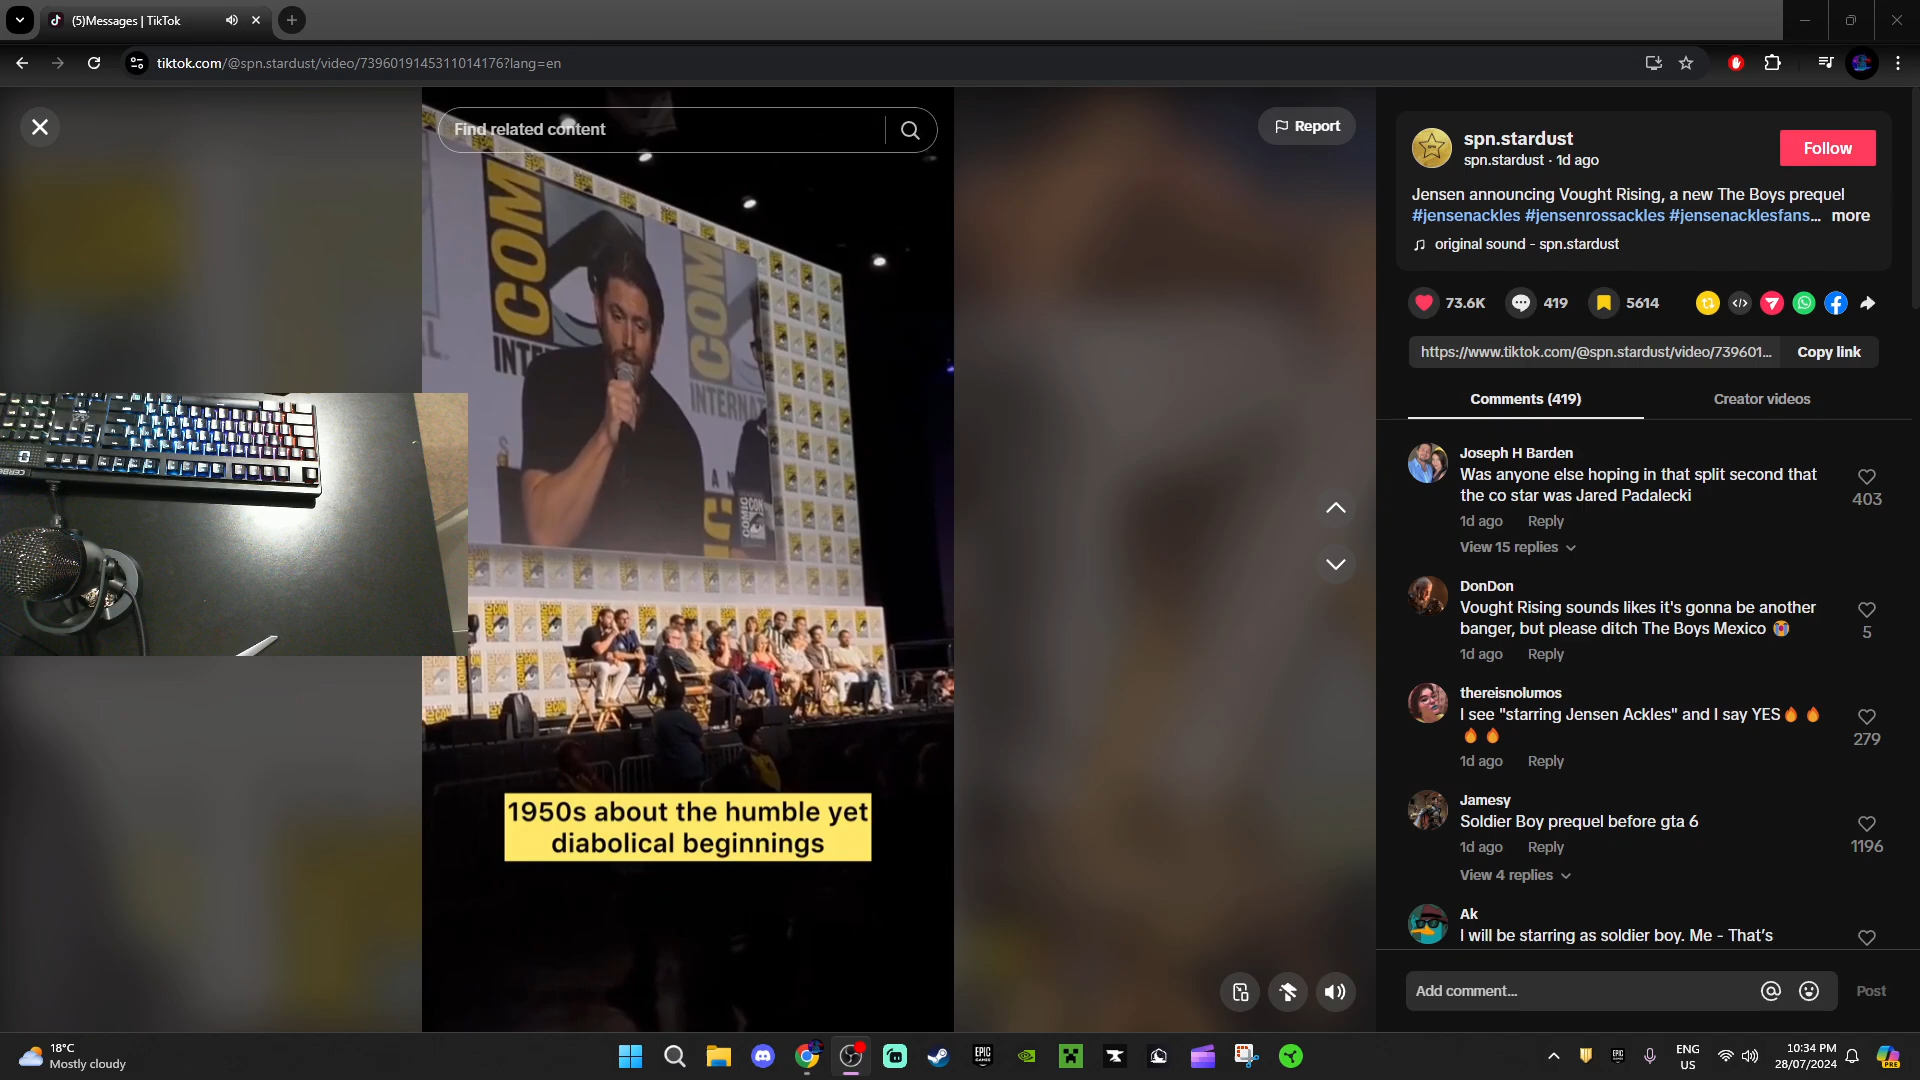 (5)Messages | TikTok
tiktok.com/@spn.stardust/video/7396019145311014176?lang=en
Find related content
Report
COM
COM
INTERNAT
COMIC
CON
1950s about the humble yet
diabolical beginnings
spn.stardust
spn.stardust · 1d ago
Follow
Jensen announcing Vought Rising, a new The Boys prequel
#jensenackles #jensenrossackles #jensenacklesfans... more
original sound - spn.stardust
73.6K
419
5614
https://www.tiktok.com/@spn.stardust/video/739601...
Copy link
Comments (419)
Creator videos
Joseph H Barden
Was anyone else hoping in that split second that
the co star was Jared Padalecki
403
1d ago
Reply
View 15 replies
DonDon
Vought Rising sounds likes it's gonna be another
banger, but please ditch The Boys Mexico
5
1d ago
Reply
thereisnolumos
I see "starring Jensen Ackles" and I say YES
279
1d ago
Reply
Jamesy
Soldier Boy prequel before gta 6
1196
1d ago
Reply
View 4 replies
Ak
I will be starring as soldier boy. Me - That's
Add comment...
Post
18°C
Mostly cloudy
EPIC
GAMES
ENG
US
10:34 PM
28/07/2024
PRE